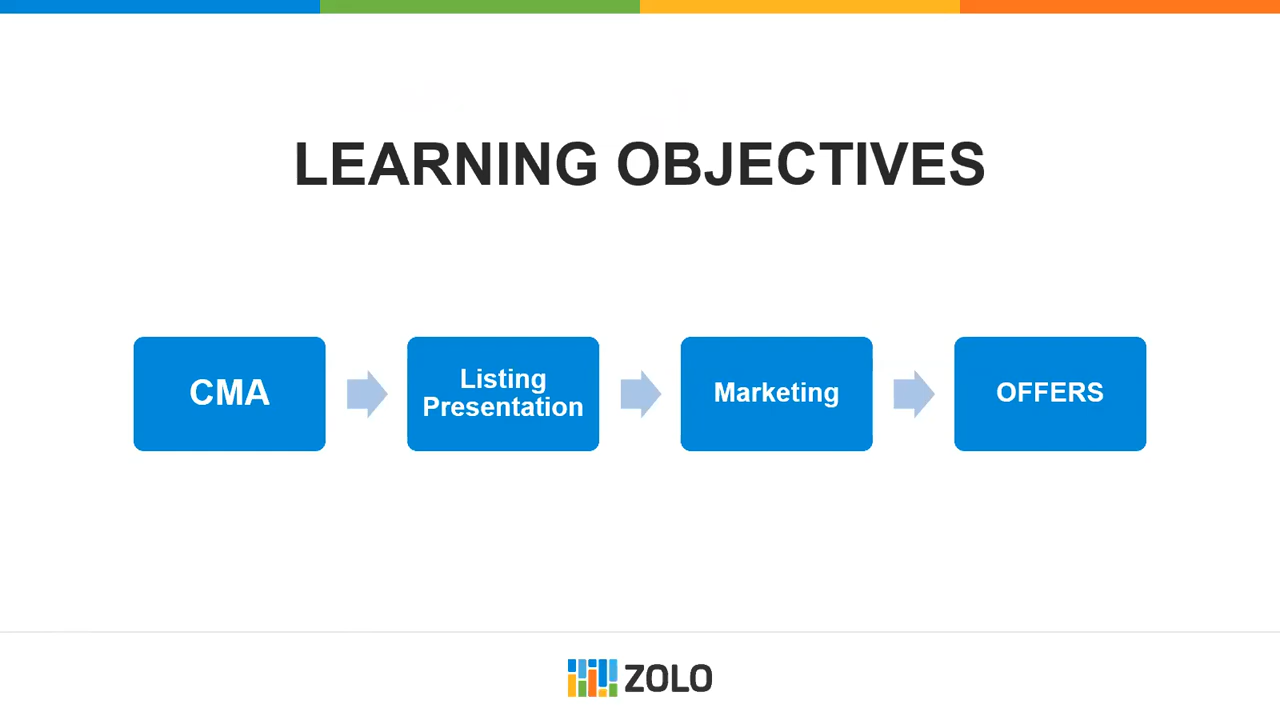 LEARNING OBJECTIVES
CMA
Listing
Presentation
Marketing
OFFERS
ZOLO